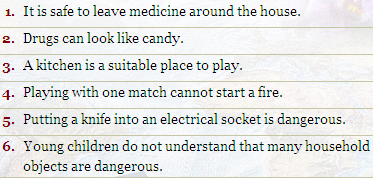 1. It is safe to leave medicine around the house.
2. Drugs can look like candy.
3. A kitchen is a suitable place to play.
4. Playing with one match cannot start a fire.
5. Putting a knife into an electrical socket is dangerous.
6. Young children do not understand that many household
objects are dangerous.